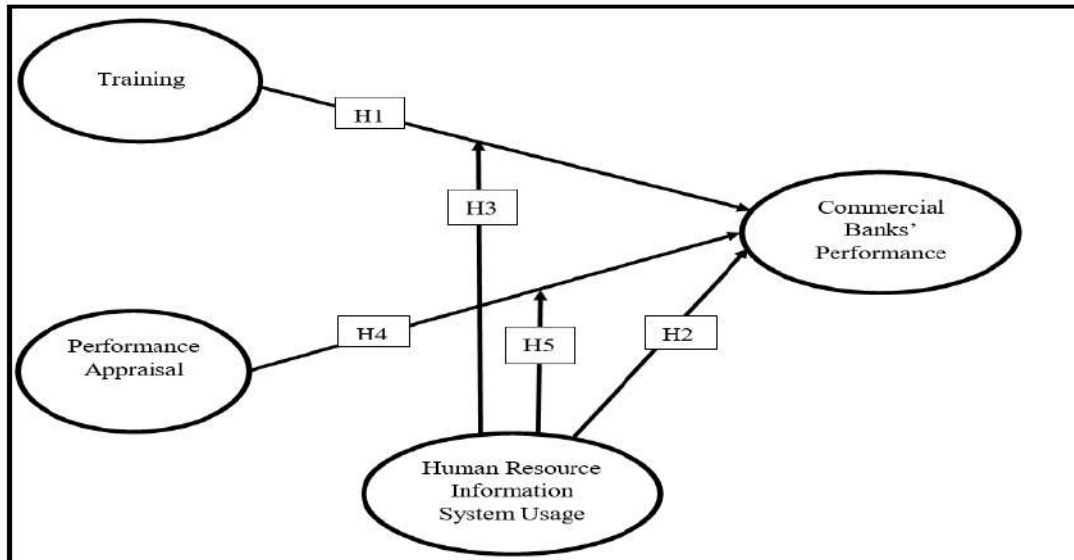 Training
H1
H3
Commercial
Banks’
Performance
Performance
Appraisal
H4
H5
H2
Human Resource
Information
System Usage